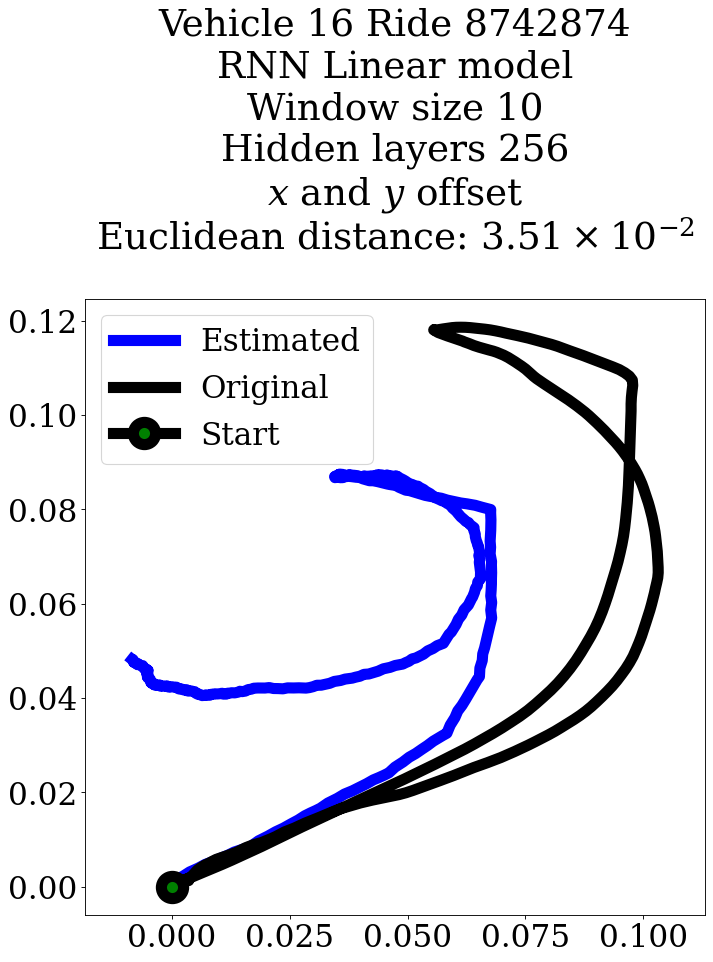 Vehicle 16 Ride 8742874
RNN Linear model
Window size 10
Hidden layers 256
x and y offset
Euclidean distance: 3.51 × 10⁻²
Estimated
Original
Start
0.12
0.10
0.08
0.06
0.04
0.02
0.00
0.000 0.025 0.050 0.075 0.100